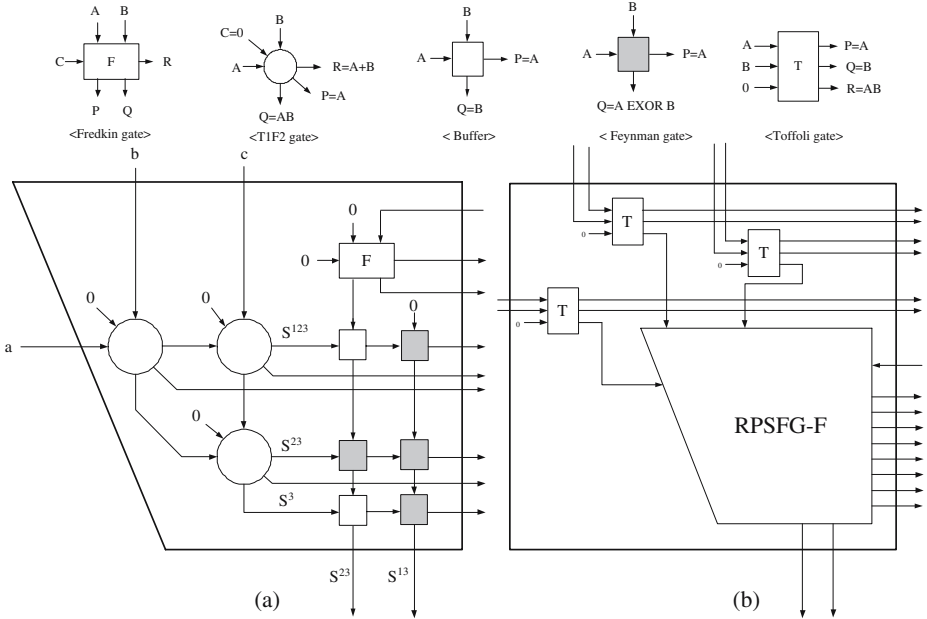 A B
C F R
P Q
<Fredkin gate>
B
C=0
A R=A+B
P=A
Q=AB
<T1F2 gate>
B
A P=A
Q=B
< Buffer>
B
A P=A
Q=A EXOR B
< Feynman gate>
A P=A
B T Q=B
0 R=AB
<Toffoli gate>
b c
0
0 F
0 0 S¹²³ 0
a
0 S²³
S³
S²³ S¹³
(a)
T
0
T
0
T
0
RPSFG-F
(b)